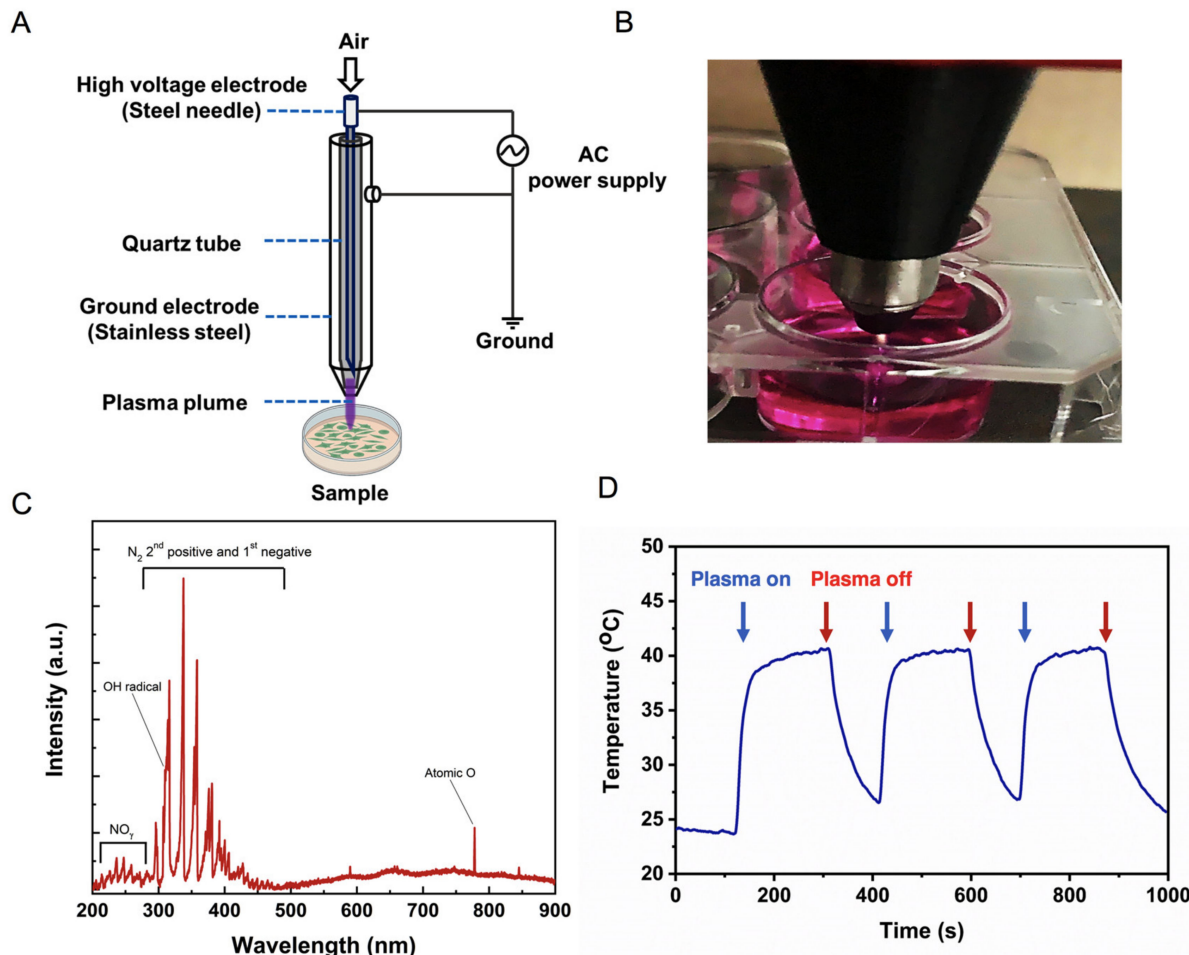 A
Air
High voltage electrode
(Steel needle)
AC
power supply
Quartz tube
Ground electrode
(Stainless steel)
Ground
Plasma plume
Sample
B
C
N₂ 2ⁿᵈ positive and 1ˢᵗ negative
OH radical
Atomic O
NOᵧ
Intensity (a.u.)
200 300 400 500 600 700 800 900
Wavelength (nm)
D
50
45
40
35
30
25
20
Plasma on
Plasma off
Temperature (⁰C)
0 200 400 600 800 1000
Time (s)